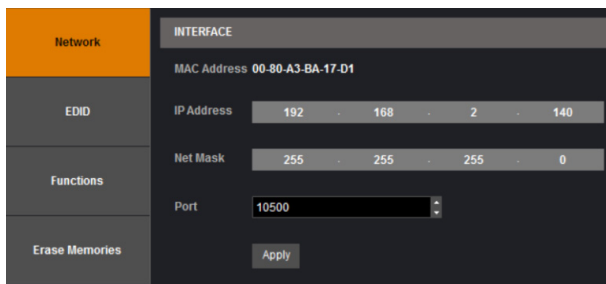 Network
EDID
Functions
Erase Memories
INTERFACE
MAC Address 00-80-A3-BA-17-D1
IP Address 192 . 168 . 2 . 140
Net Mask 255 . 255 . 255 . 0
Port 10500
Apply